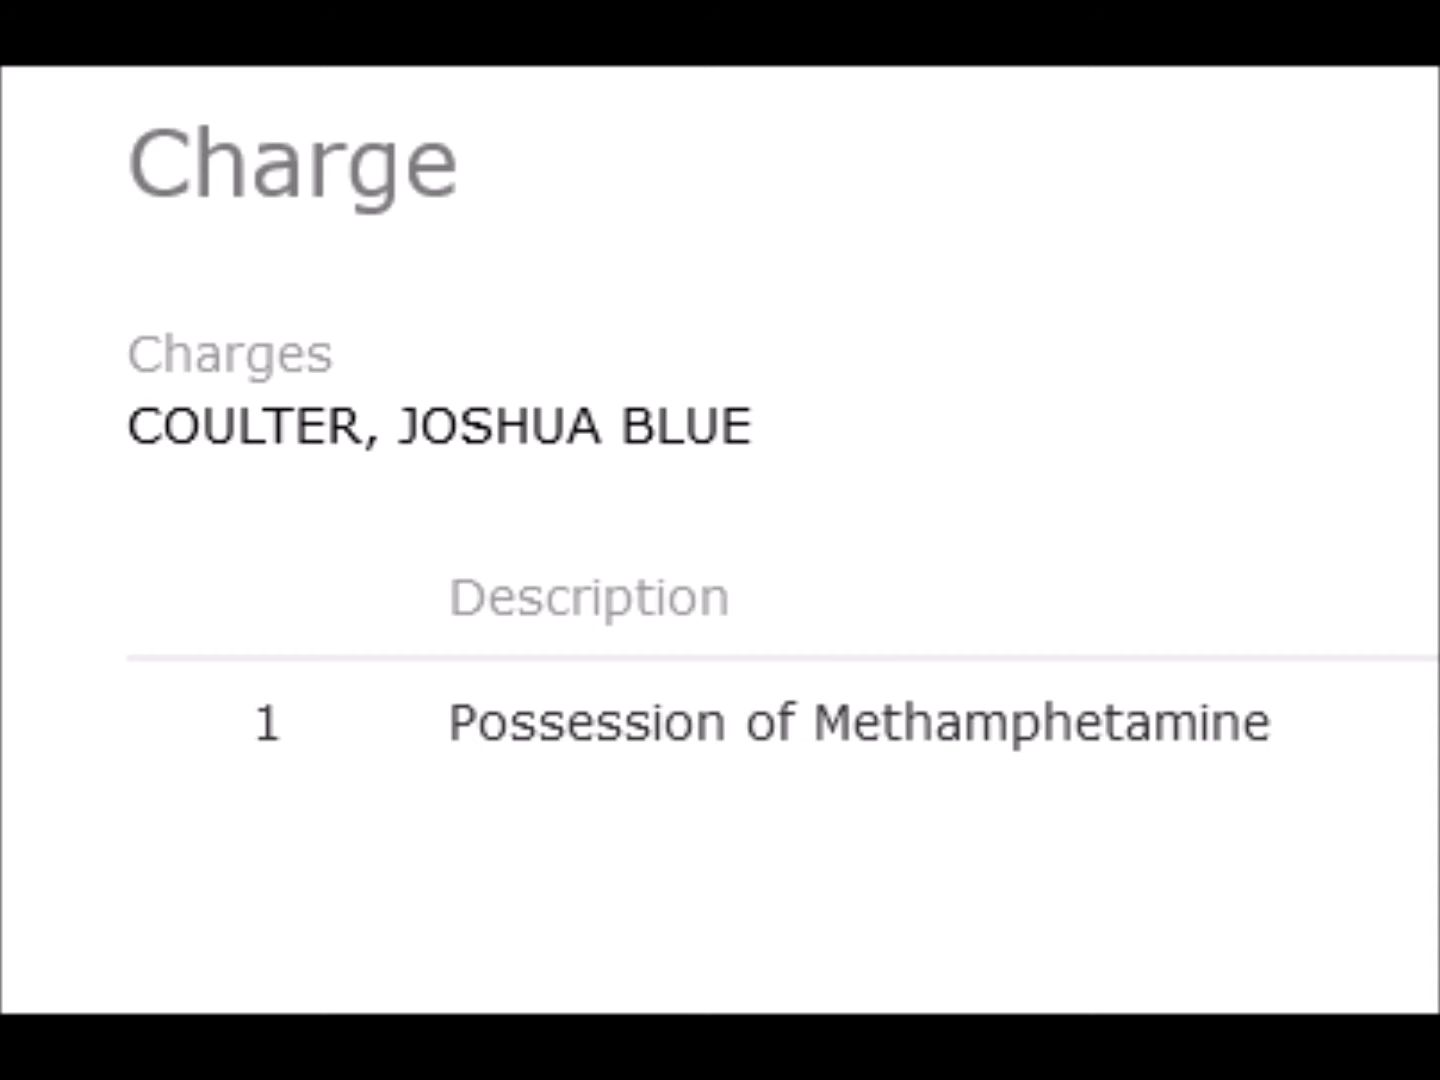 Charge
Charges
COULTER, JOSHUA BLUE
Description
1 Possession of Methamphetamine